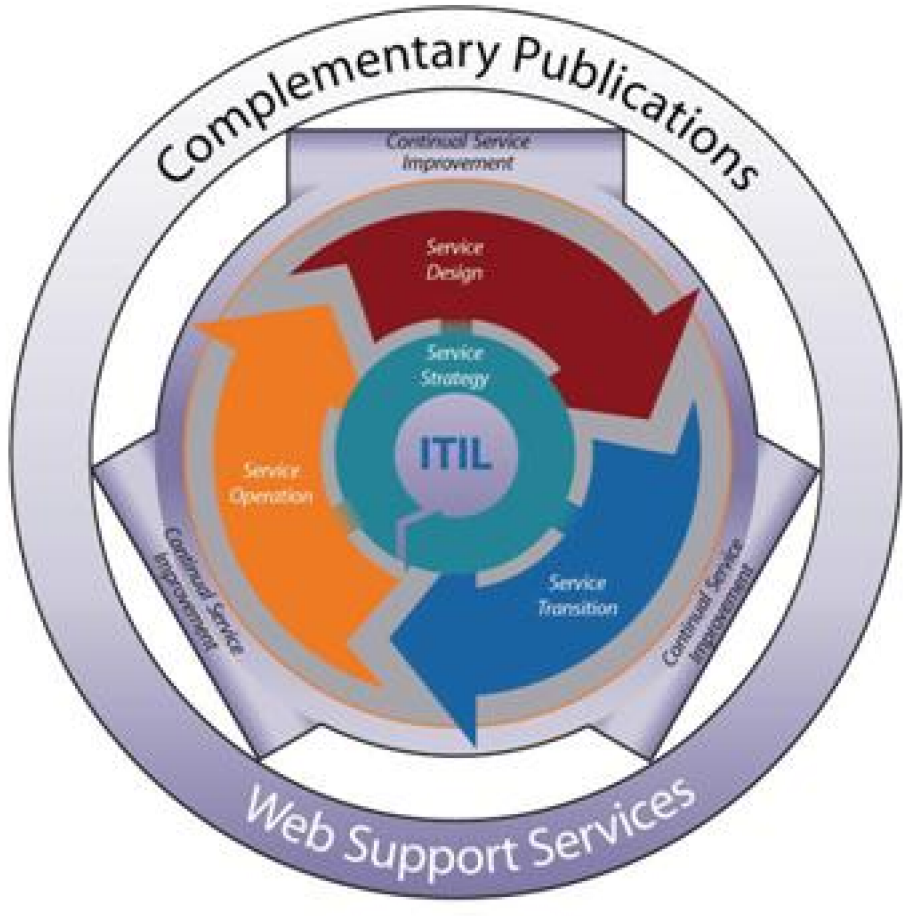 Complementary Publications
Continual Service
Improvement
Service
Design
Service
Strategy
ITIL
Service
Operation
Service
Transition
Continual Service
Improvement
Continual Service
Improvement
Web Support Services